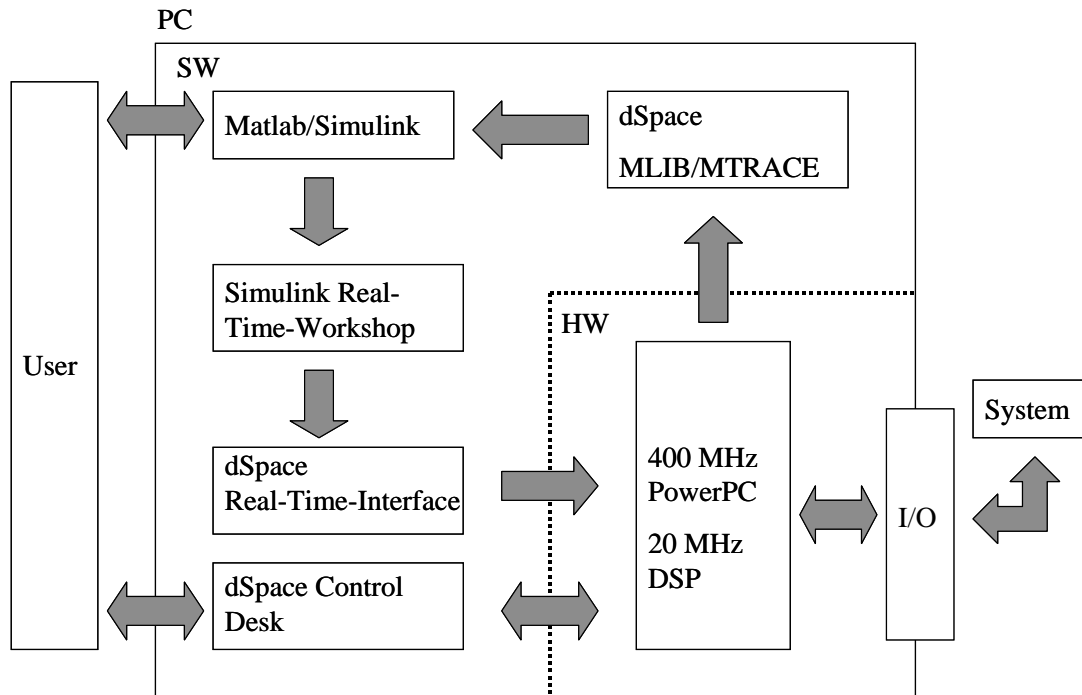 PC
SW
Matlab/Simulink
dSpace
MLIB/MTRACE
Simulink Real-
Time-Workshop
HW
User
System
dSpace
Real-Time-Interface
400 MHz
PowerPC
20 MHz
DSP
I/O
dSpace Control
Desk